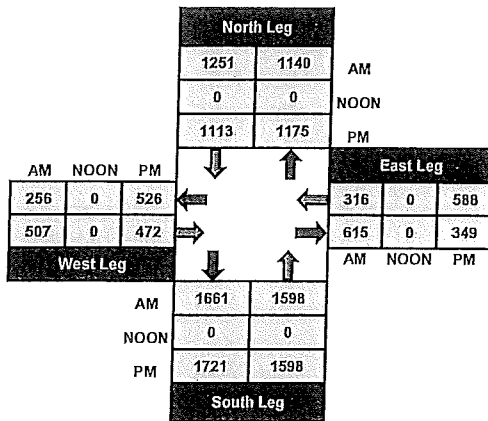 North Leg
1251 1140 AM
0 0 NOON
1113 1175 PM
AM NOON PM
256 0 526
507 0 472
West Leg
East Leg
316 0 588
615 0 349
AM NOON PM
AM 1661 1598
NOON 0 0
PM 1721 1598
South Leg